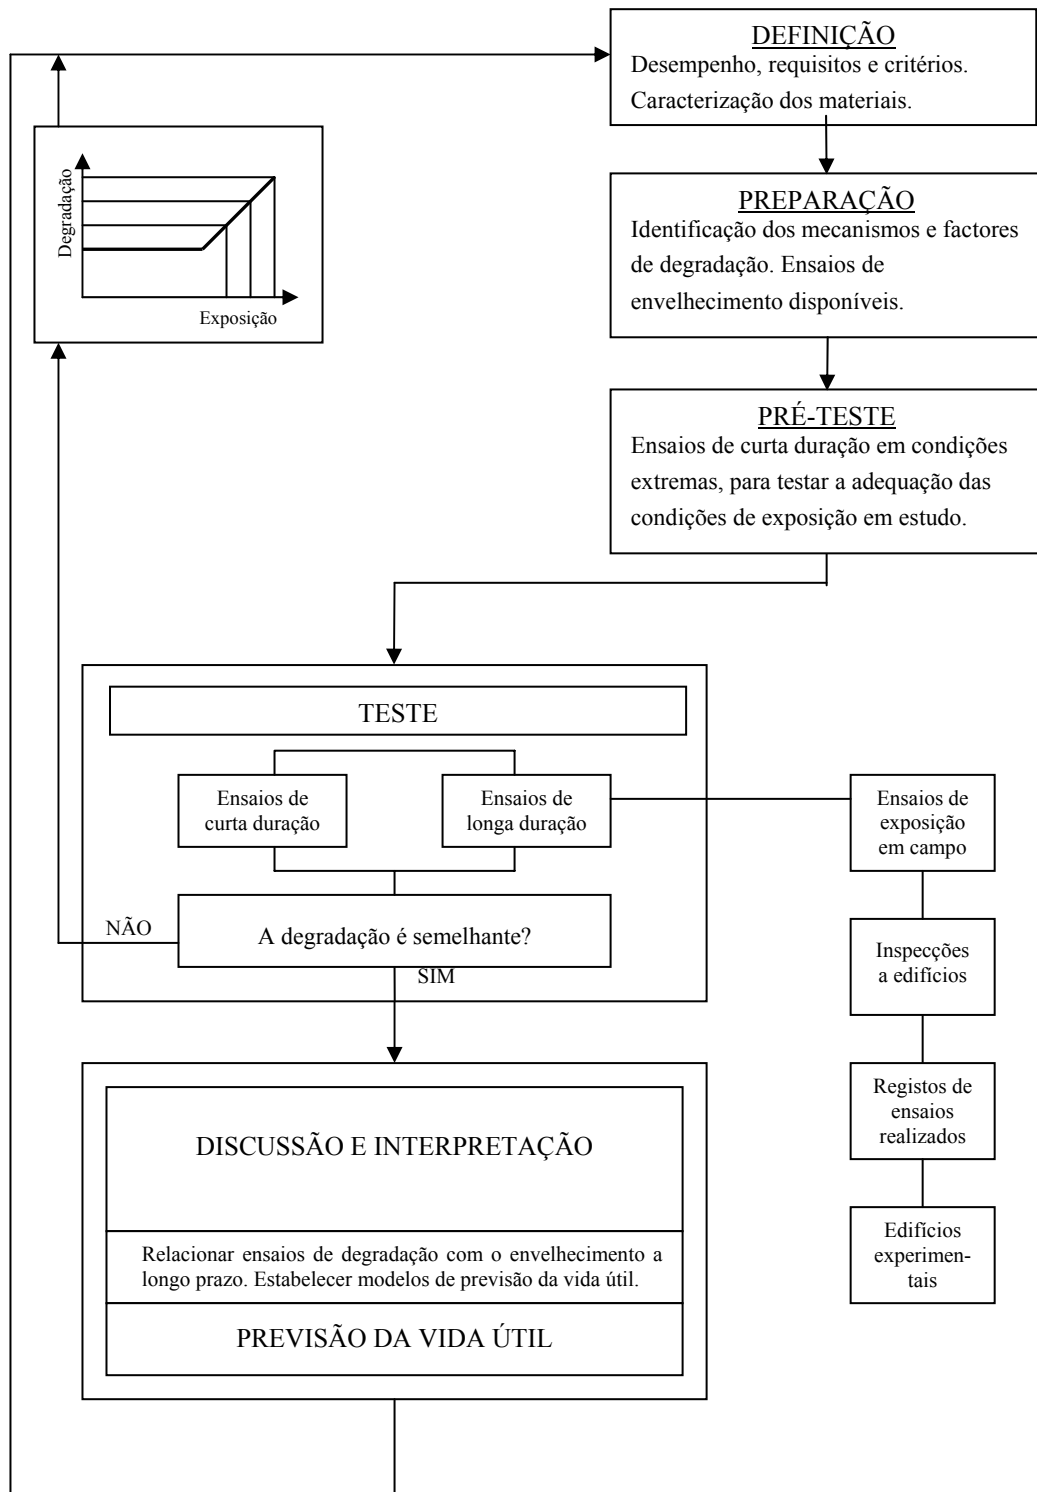 DEFINIÇÃO
Desempenho, requisitos e critérios.
Caracterização dos materiais.
Degradação
Exposição
PREPARAÇÃO
Identificação dos mecanismos e factores
de degradação. Ensaios de
envelhecimento disponíveis.
PRÉ-TESTE
Ensaios de curta duração em condições
extremas, para testar a adequação das
condições de exposição em estudo.
TESTE
Ensaios de
curta duração
Ensaios de
longa duração
Ensaios de
exposição
em campo
NÃO
A degradação é semelhante?
SIM
Inspecções
a edifícios
Registos de
ensaios
realizados
DISCUSSÃO E INTERPRETAÇÃO
Relacionar ensaios de degradação com o envelhecimento a
longo prazo. Estabelecer modelos de previsão da vida útil.
PREVISÃO DA VIDA ÚTIL
Edifícios
experimen-
tais